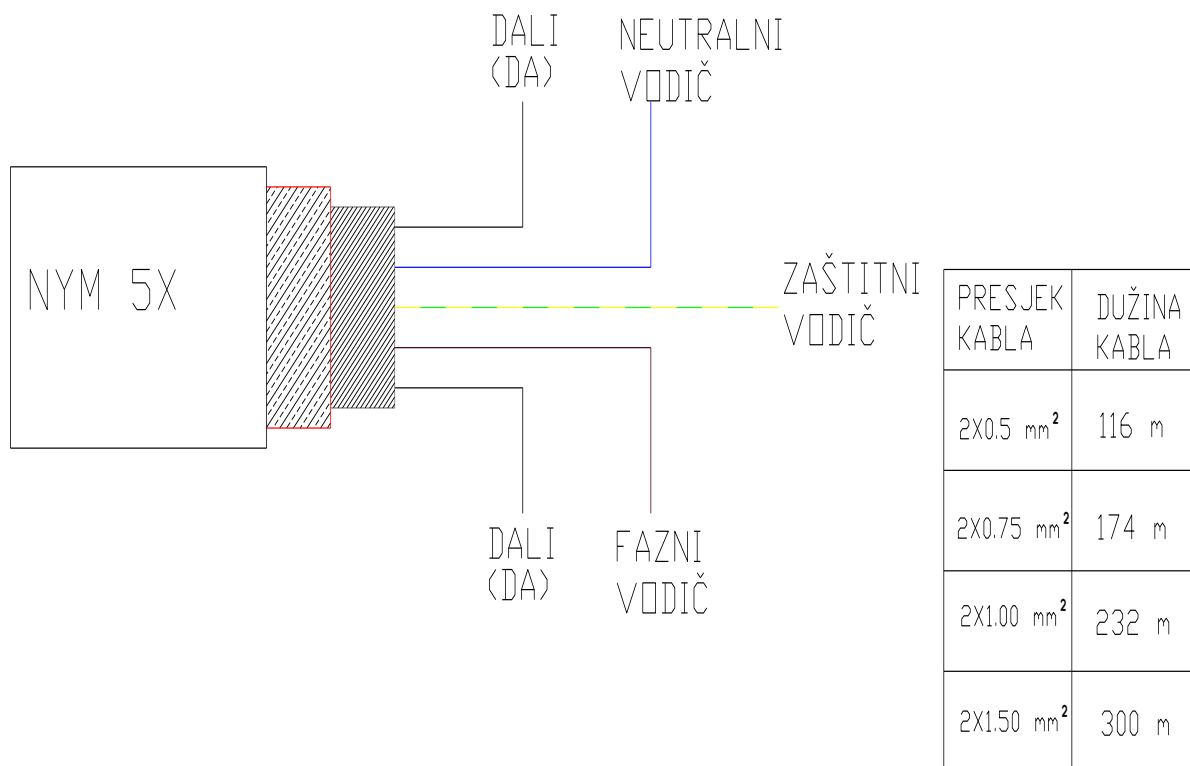 DALI
(DA)
NEUTRALNI
VODIČ
NYM 5X
ZAŠTITNI
VODIČ
DALI
(DA)
FAZNI
VODIČ
PRESJEK
KABLA
DUŽINA
KABLA
2X0.5 mm² 116 m
2X0.75 mm² 174 m
2X1.00 mm² 232 m
2X1.50 mm² 300 m